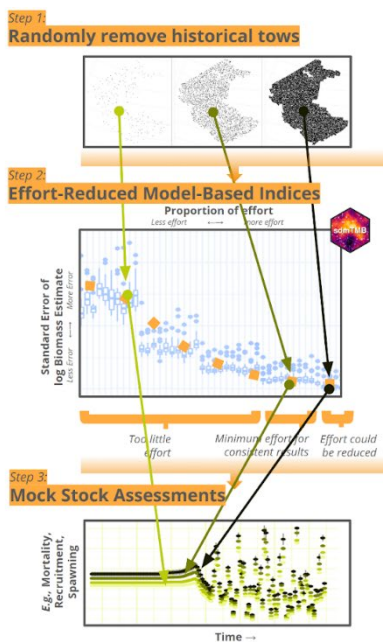 Step 1:
Randomly remove historical tows
Step 2:
Effort-Reduced Model-Based Indices
Proportion of effort
Less effort ←→ more effort
sdmTMB
Standard Error of
log Biomass Estimate
Less Error ←→ More Error
Too little
effort
Minimum effort for
consistent results
Effort could
be reduced
Step 3:
Mock Stock Assessments
E.g., Mortality,
Recruitment,
Spawning
Time →